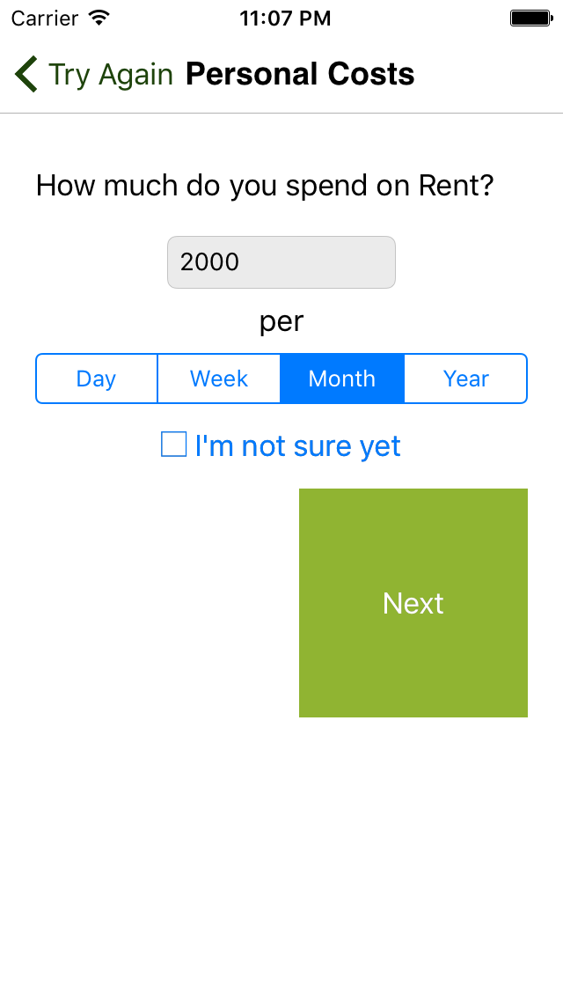 Carrier 11:07 PM
Try Again Personal Costs
How much do you spend on Rent?
2000
per
Day Week Month Year
I'm not sure yet
Next